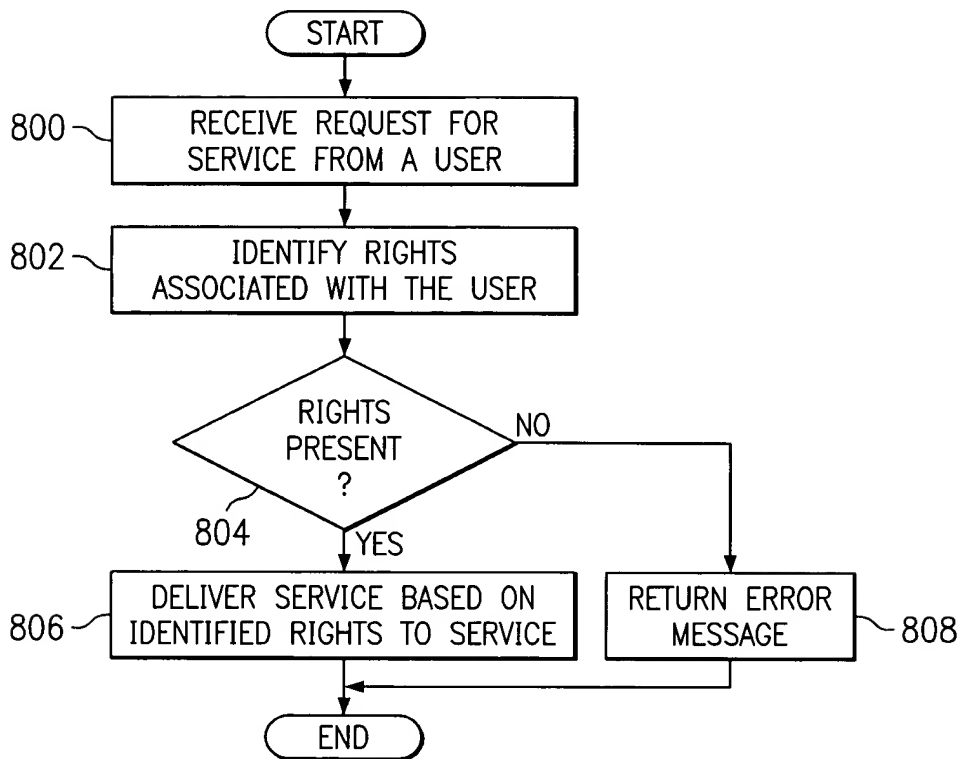 START
800
RECEIVE REQUEST FOR
SERVICE FROM A USER
802
IDENTIFY RIGHTS
ASSOCIATED WITH THE USER
RIGHTS
PRESENT
?
NO
804
YES
806
DELIVER SERVICE BASED ON
IDENTIFIED RIGHTS TO SERVICE
RETURN ERROR
MESSAGE
808
END